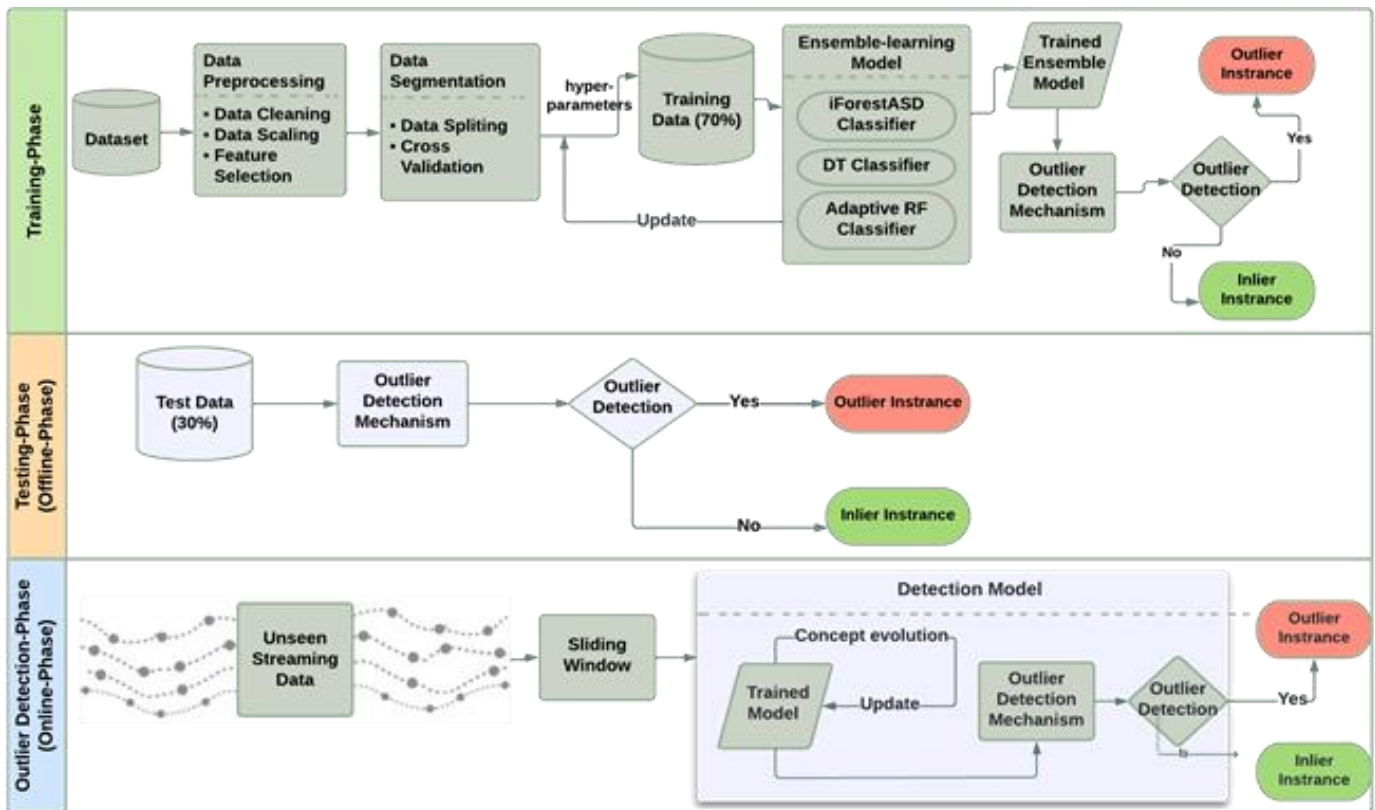 Training-Phase
Dataset
Data
Preprocessing
• Data Cleaning
• Data Scaling
• Feature
Selection
Data
Segmentation
• Data Spliting
• Cross
Validation
hyper-
parameters
Training
Data (70%)
Update
Ensemble-learning
Model
iForestASD
Classifier
DT Classifier
Adaptive RF
Classifier
Trained
Ensemble
Model
Outlier
Detection
Mechanism
Outlier
Detection
Yes
Outlier
Instrance
No
Inlier
Instrance
Testing-Phase
(Offline-Phase)
Test Data
(30%)
Outlier
Detection
Mechanism
Outlier
Detection
Yes
Outlier Instrance
No
Inlier Instrance
Outlier Detection-Phase
(Online-Phase)
Unseen
Streaming
Data
Sliding
Window
Detection Model
Concept evolution
Update
Trained
Model
Outlier
Detection
Mechanism
Outlier
Detection
Yes
Outlier
Instrance
Inlier
Instrance